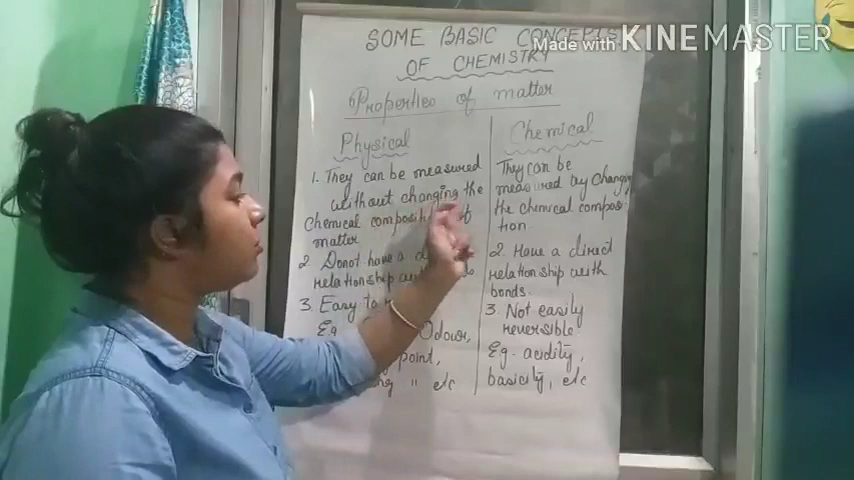 SOME BASIC CONCEPTS
OF CHEMISTRY
Made with KINEMASTER
Properties of matter
Physical
1. They can be measured
without changing the
Chemical of
matter
2 Donot have a
relationship with
3. Easy to
Eg Odour,
point,
" etc
Chemical
They can be
measured by changing
the chemical composi-
tion.
2. Have a direct
relationship with
bonds.
3. Not easily
reversible.
Eg- acidity,
basicity, etc